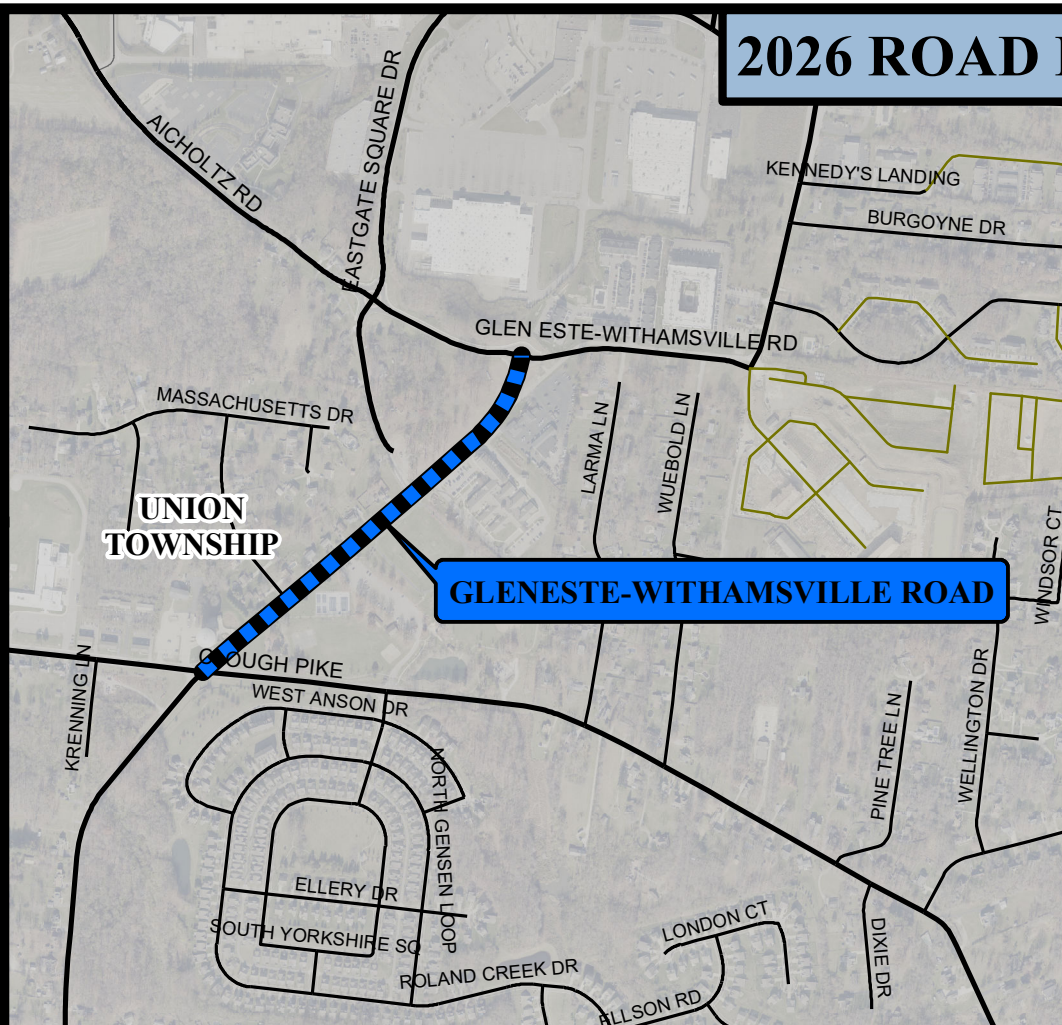 2026 ROAD
AICHOLTZ RD
EASTGATE SQUARE DR
KENNEDY'S LANDING
BURGOYNE DR
GLEN ESTE-WITHAMSVILLE RD
MASSACHUSETTS DR
LARMA LN
WUEBOLD LN
UNION
TOWNSHIP
WINDSOR CT
GLENESTE-WITHAMSVILLE ROAD
CLOUGH PIKE
KRENNING LN
WEST ANSON DR
NORTH GENSEN LOOP
PINE TREE LN
WELLINGTON DR
ELLERY DR
SOUTH YORKSHIRE SQ
LONDON CT
DIXIE DR
ROLAND CREEK DR
ELLSON RD